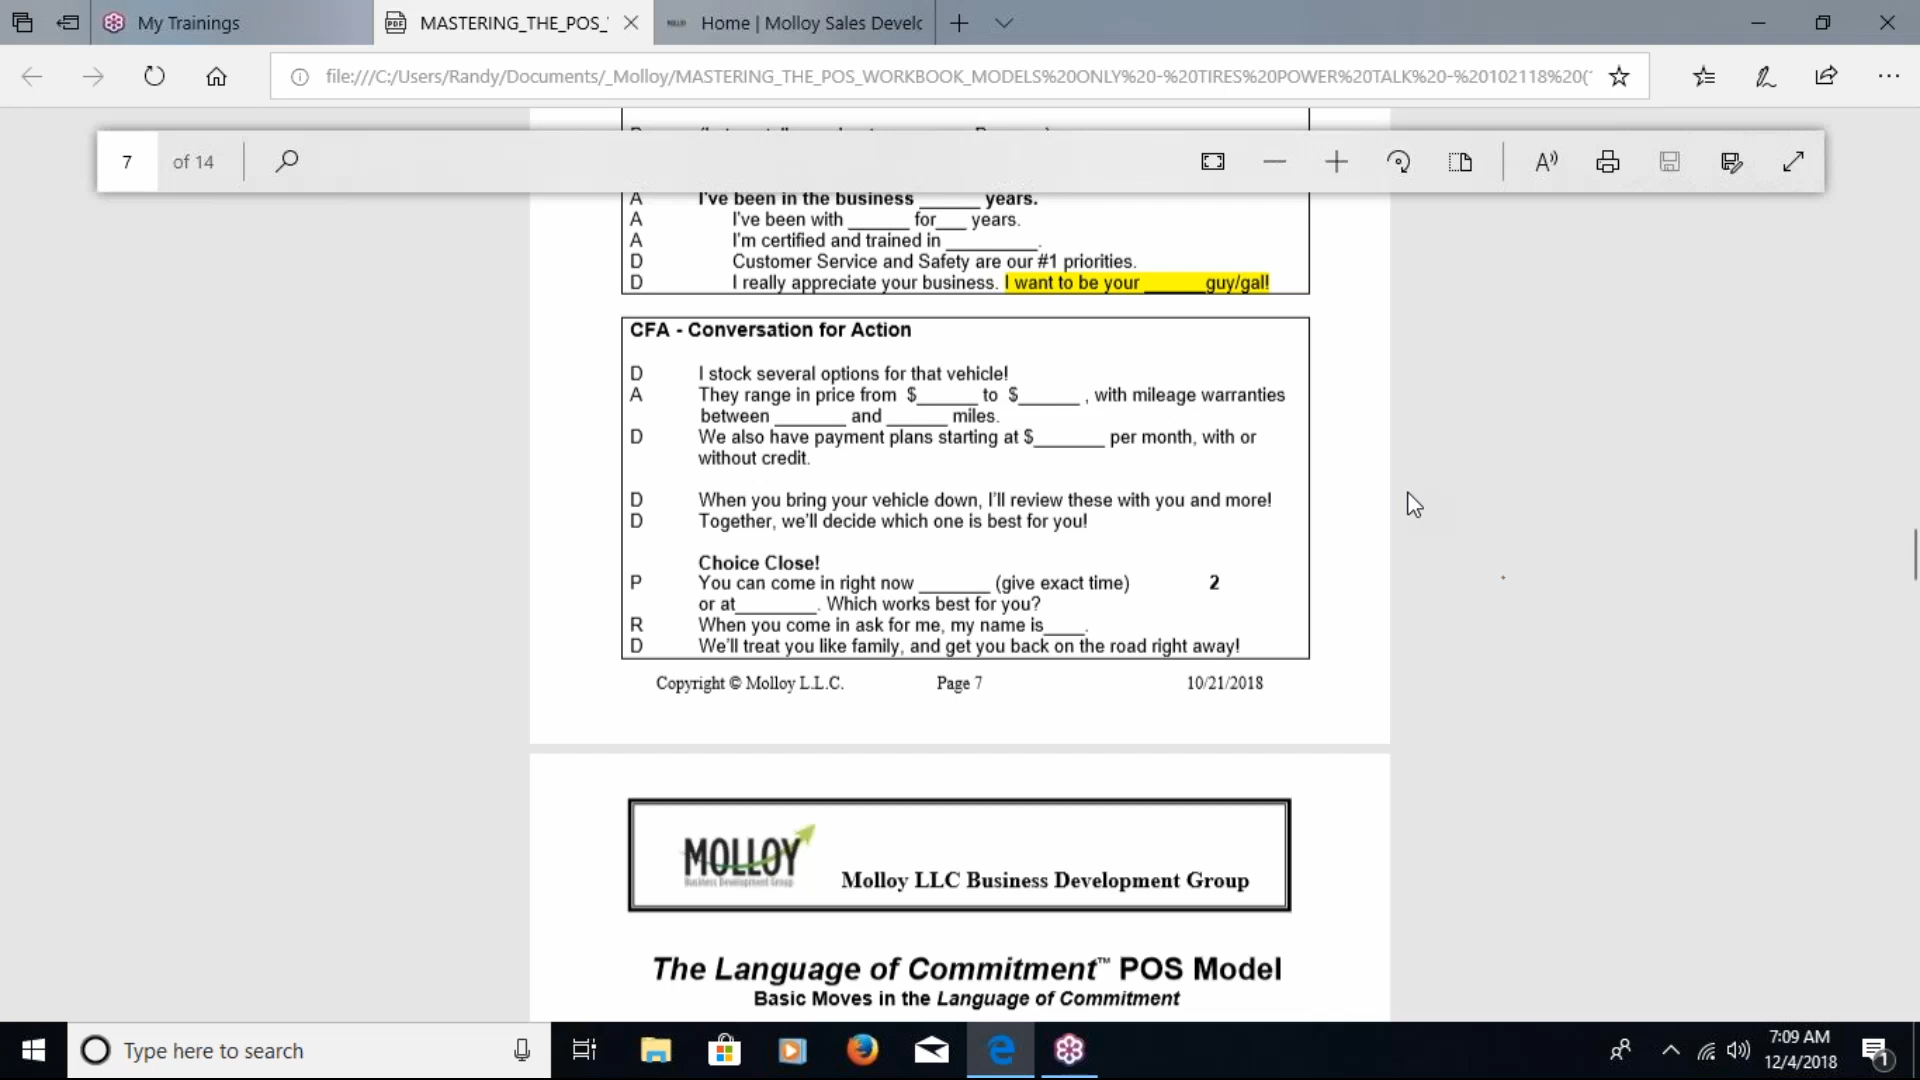 My Trainings
MASTERING_THE_POS_
Home | Molloy Sales Develo
file:///C:/Users/Randy/Documents/_Molloy/MASTERING_THE_POS_WORKBOOK_MODELS%20ONLY%20-%20TIRES%20POWER%20TALK%20-%20102118%20(
7 of 14
A I've been in the business ______ years.
A I've been with ______ for___ years.
A I'm certified and trained in _________.
D Customer Service and Safety are our #1 priorities.
D I really appreciate your business. I want to be your ______guy/gal!
CFA - Conversation for Action
D I stock several options for that vehicle!
A They range in price from $______ to $______ , with mileage warranties
between _______ and ______ miles.
D We also have payment plans starting at $_______ per month, with or
without credit.
D When you bring your vehicle down, I'll review these with you and more!
D Together, we'll decide which one is best for you!
Choice Close!
P You can come in right now _______ (give exact time) 2
or at________. Which works best for you?
R When you come in ask for me, my name is____.
D We'll treat you like family, and get you back on the road right away!
Copyright © Molloy L.L.C. Page 7 10/21/2018
MOLLOY
Business Development Group
Molloy LLC Business Development Group
The Language of Commitment™ POS Model
Basic Moves in the Language of Commitment
Type here to search
7:09 AM
12/4/2018
1